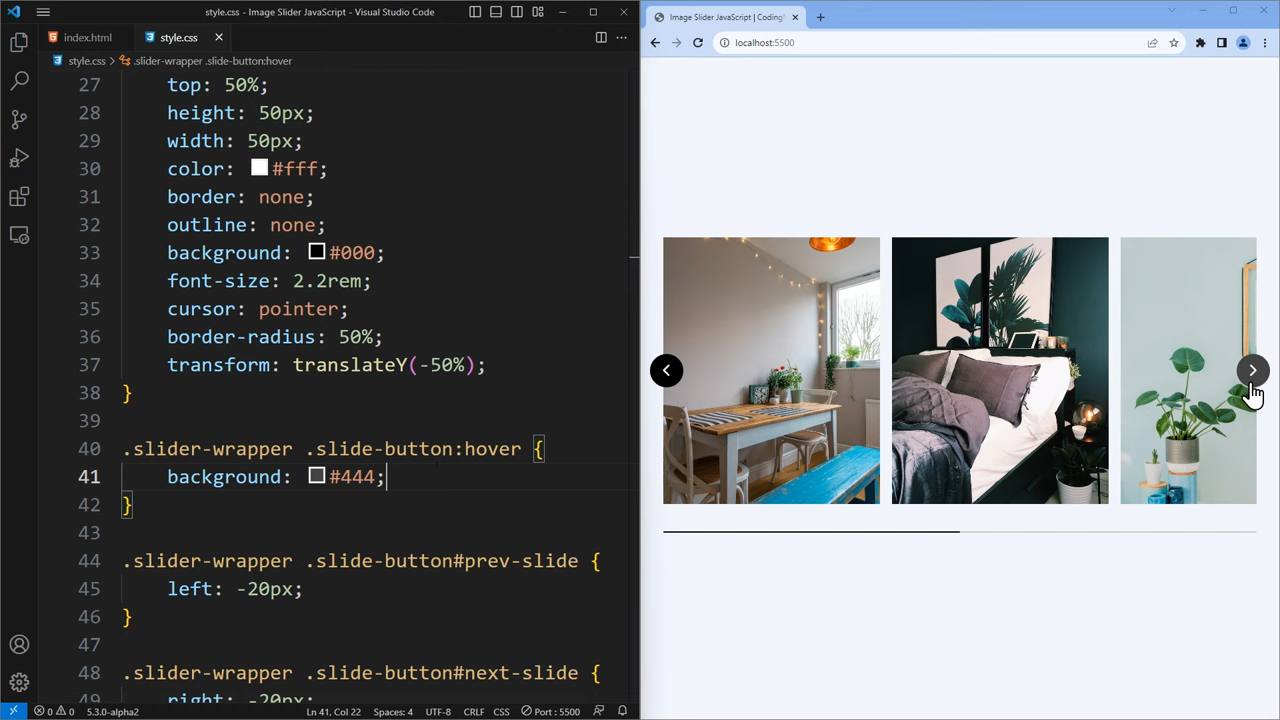 style.css - Image Slider JavaScript - Visual Studio Code
index.html
style.css
style.css > .slider-wrapper .slide-button:hover
27 top: 50%;
28 height: 50px;
29 width: 50px;
30 color: #fff;
31 border: none;
32 outline: none;
33 background: #000;
34 font-size: 2.2rem;
35 cursor: pointer;
36 border-radius: 50%;
37 transform: translateY(-50%);
38 }
39
40 .slider-wrapper .slide-button:hover {
41 background: #444;
42 }
43
44 .slider-wrapper .slide-button#prev-slide {
45 left: -20px;
46 }
47
48 .slider-wrapper .slide-button#next-slide {
49 right: -20px;
0 0 5.3.0-alpha2 Ln 41, Col 22 Spaces: 4 UTF-8 CRLF CSS Port : 5500
Image Slider JavaScript | Coding
localhost:5500